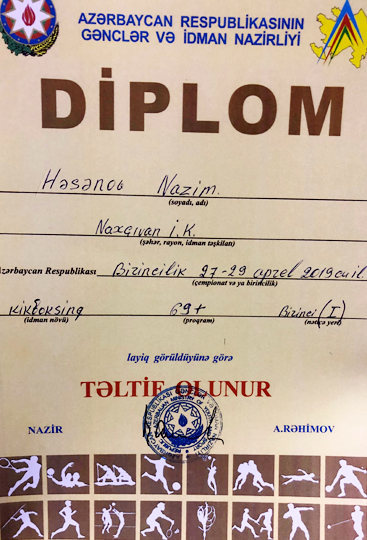 AZƏRBAYCAN RESPUBLİKASININ
GƏNCLƏR VƏ İDMAN NAZİRLİYİ
DİPLOM
Həsənov Nazim.
(soyadı, adı)
Naxçıvan İ.K.
(şəhər, rayon, idman təşkilatı)
Azərbaycan Respublikası Birincilik 27-29 aprel 2019cu il
(çempionat və ya birincilik)
Kikboksinq 69+ Birinci (I)
(idman növü) (proqram) (nəticə, yeri)
layiq görüldüyünə görə
TƏLTİF OLUNUR
NAZİR A.RƏHİMOV